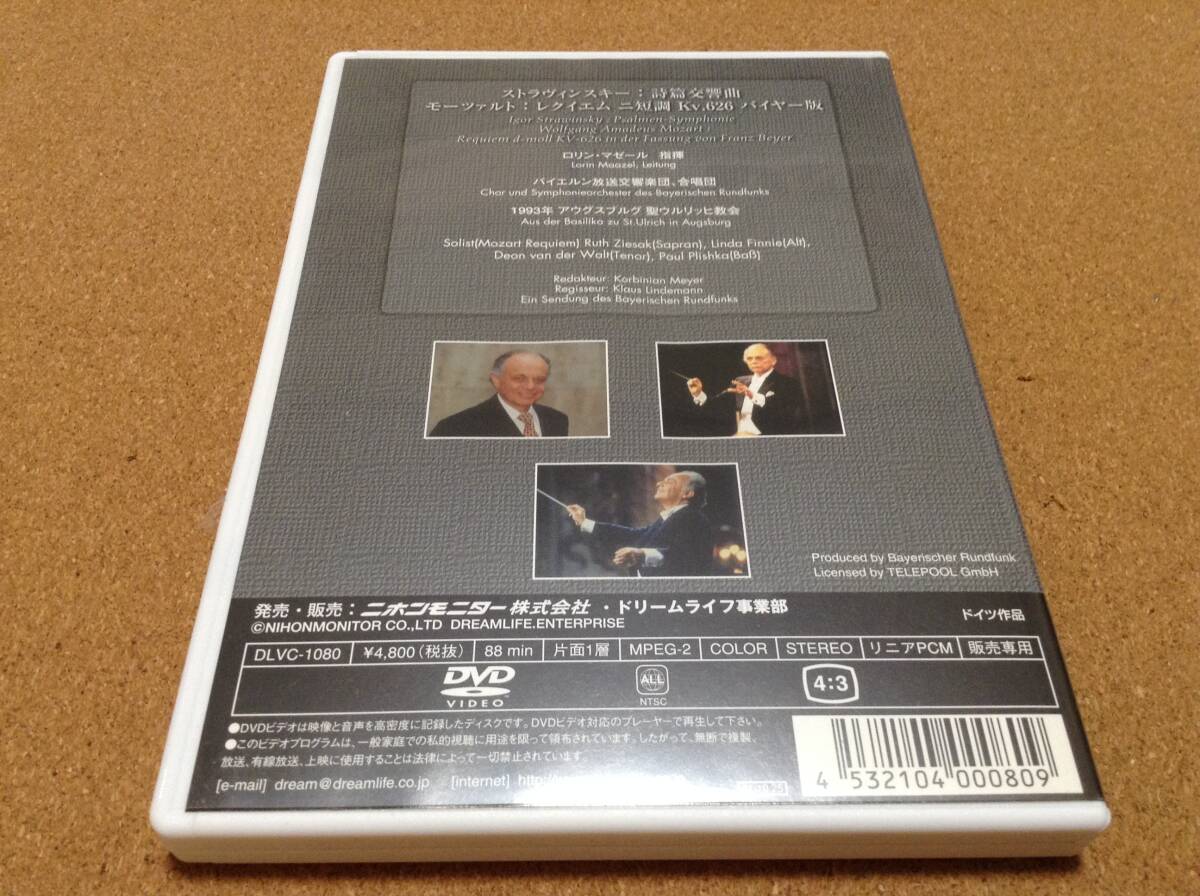 ストラヴィンスキー：詩篇交響曲
モーツァルト：レクイエム ニ短調 Kv.626 バイヤー版
Igor Strawinsky : Psalmen-Symphonie
Wolfgang Amadeus Mozart :
Requiem d-moll KV-626 in der Fassung von Franz Beyer
ロリン・マゼール 指揮
Lorin Maazel, Leitung
バイエルン放送交響楽団、合唱団
Chor und Symphonieorchester des Bayerischen Rundfunks
1993年 アウグスブルグ 聖ウルリッヒ教会
Aus der Basilika zu St.Ulrich in Augsburg
Solist(Mozart Requiem) Ruth Ziesak(Sapran), Linda Finnie(Alt),
Deon van der Walt(Tenor), Paul Plishka(Baß)
Redakteur: Korbinian Meyer
Regisseur: Klaus Lindemann
Ein Sendung des Bayerischen Rundfunks
Produced by Bayerischer Rundfunk
Licensed by TELEPOOL GmbH
発売・販売：ニホンモニター株式会社・ドリームライフ事業部
ドイツ作品
©NIHONMONITOR CO.,LTD DREAMLIFE.ENTERPRISE
DLVC-1080 ¥4,800(税抜) 88 min 片面1層 MPEG-2 COLOR STEREO リニアPCM 販売専用
DVD VIDEO ALL NTSC 4:3
●DVDビデオは映像と音声を高密度に記録したディスクです。DVDビデオ対応のプレーヤーで再生して下さい。
●このビデオプログラムは、一般家庭での私的視聴に用途を限って領布されています。したがって、無断で複製、
放送、有線放送、上映に使用することは法律によって一切禁止されています。
[e-mail] dream@dreamlife.co.jp [internet]
4 532104 000809